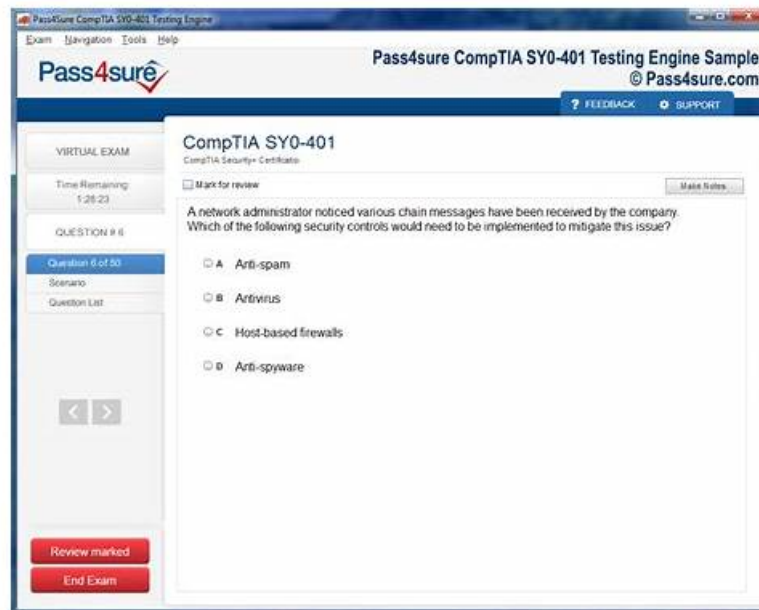 Pass4Sure CompTIA SY0-401 Testing Engine
Exam Navigation Tools Help
Pass4sure
Pass4sure CompTIA SY0-401 Testing Engine Sample
© Pass4sure.com
? FEEDBACK SUPPORT
VIRTUAL EXAM
Time Remaining:
1:26:23
QUESTION # 6
Question 6 of 50
Scenario
Question List
Review marked
End Exam
CompTIA SY0-401
CompTIA Security+ Certificatio
Mark for review
Make Notes
A network administrator noticed various chain messages have been received by the company.
Which of the following security controls would need to be implemented to mitigate this issue?
A Anti-spam
B Antivirus
C Host-based firewalls
D Anti-spyware